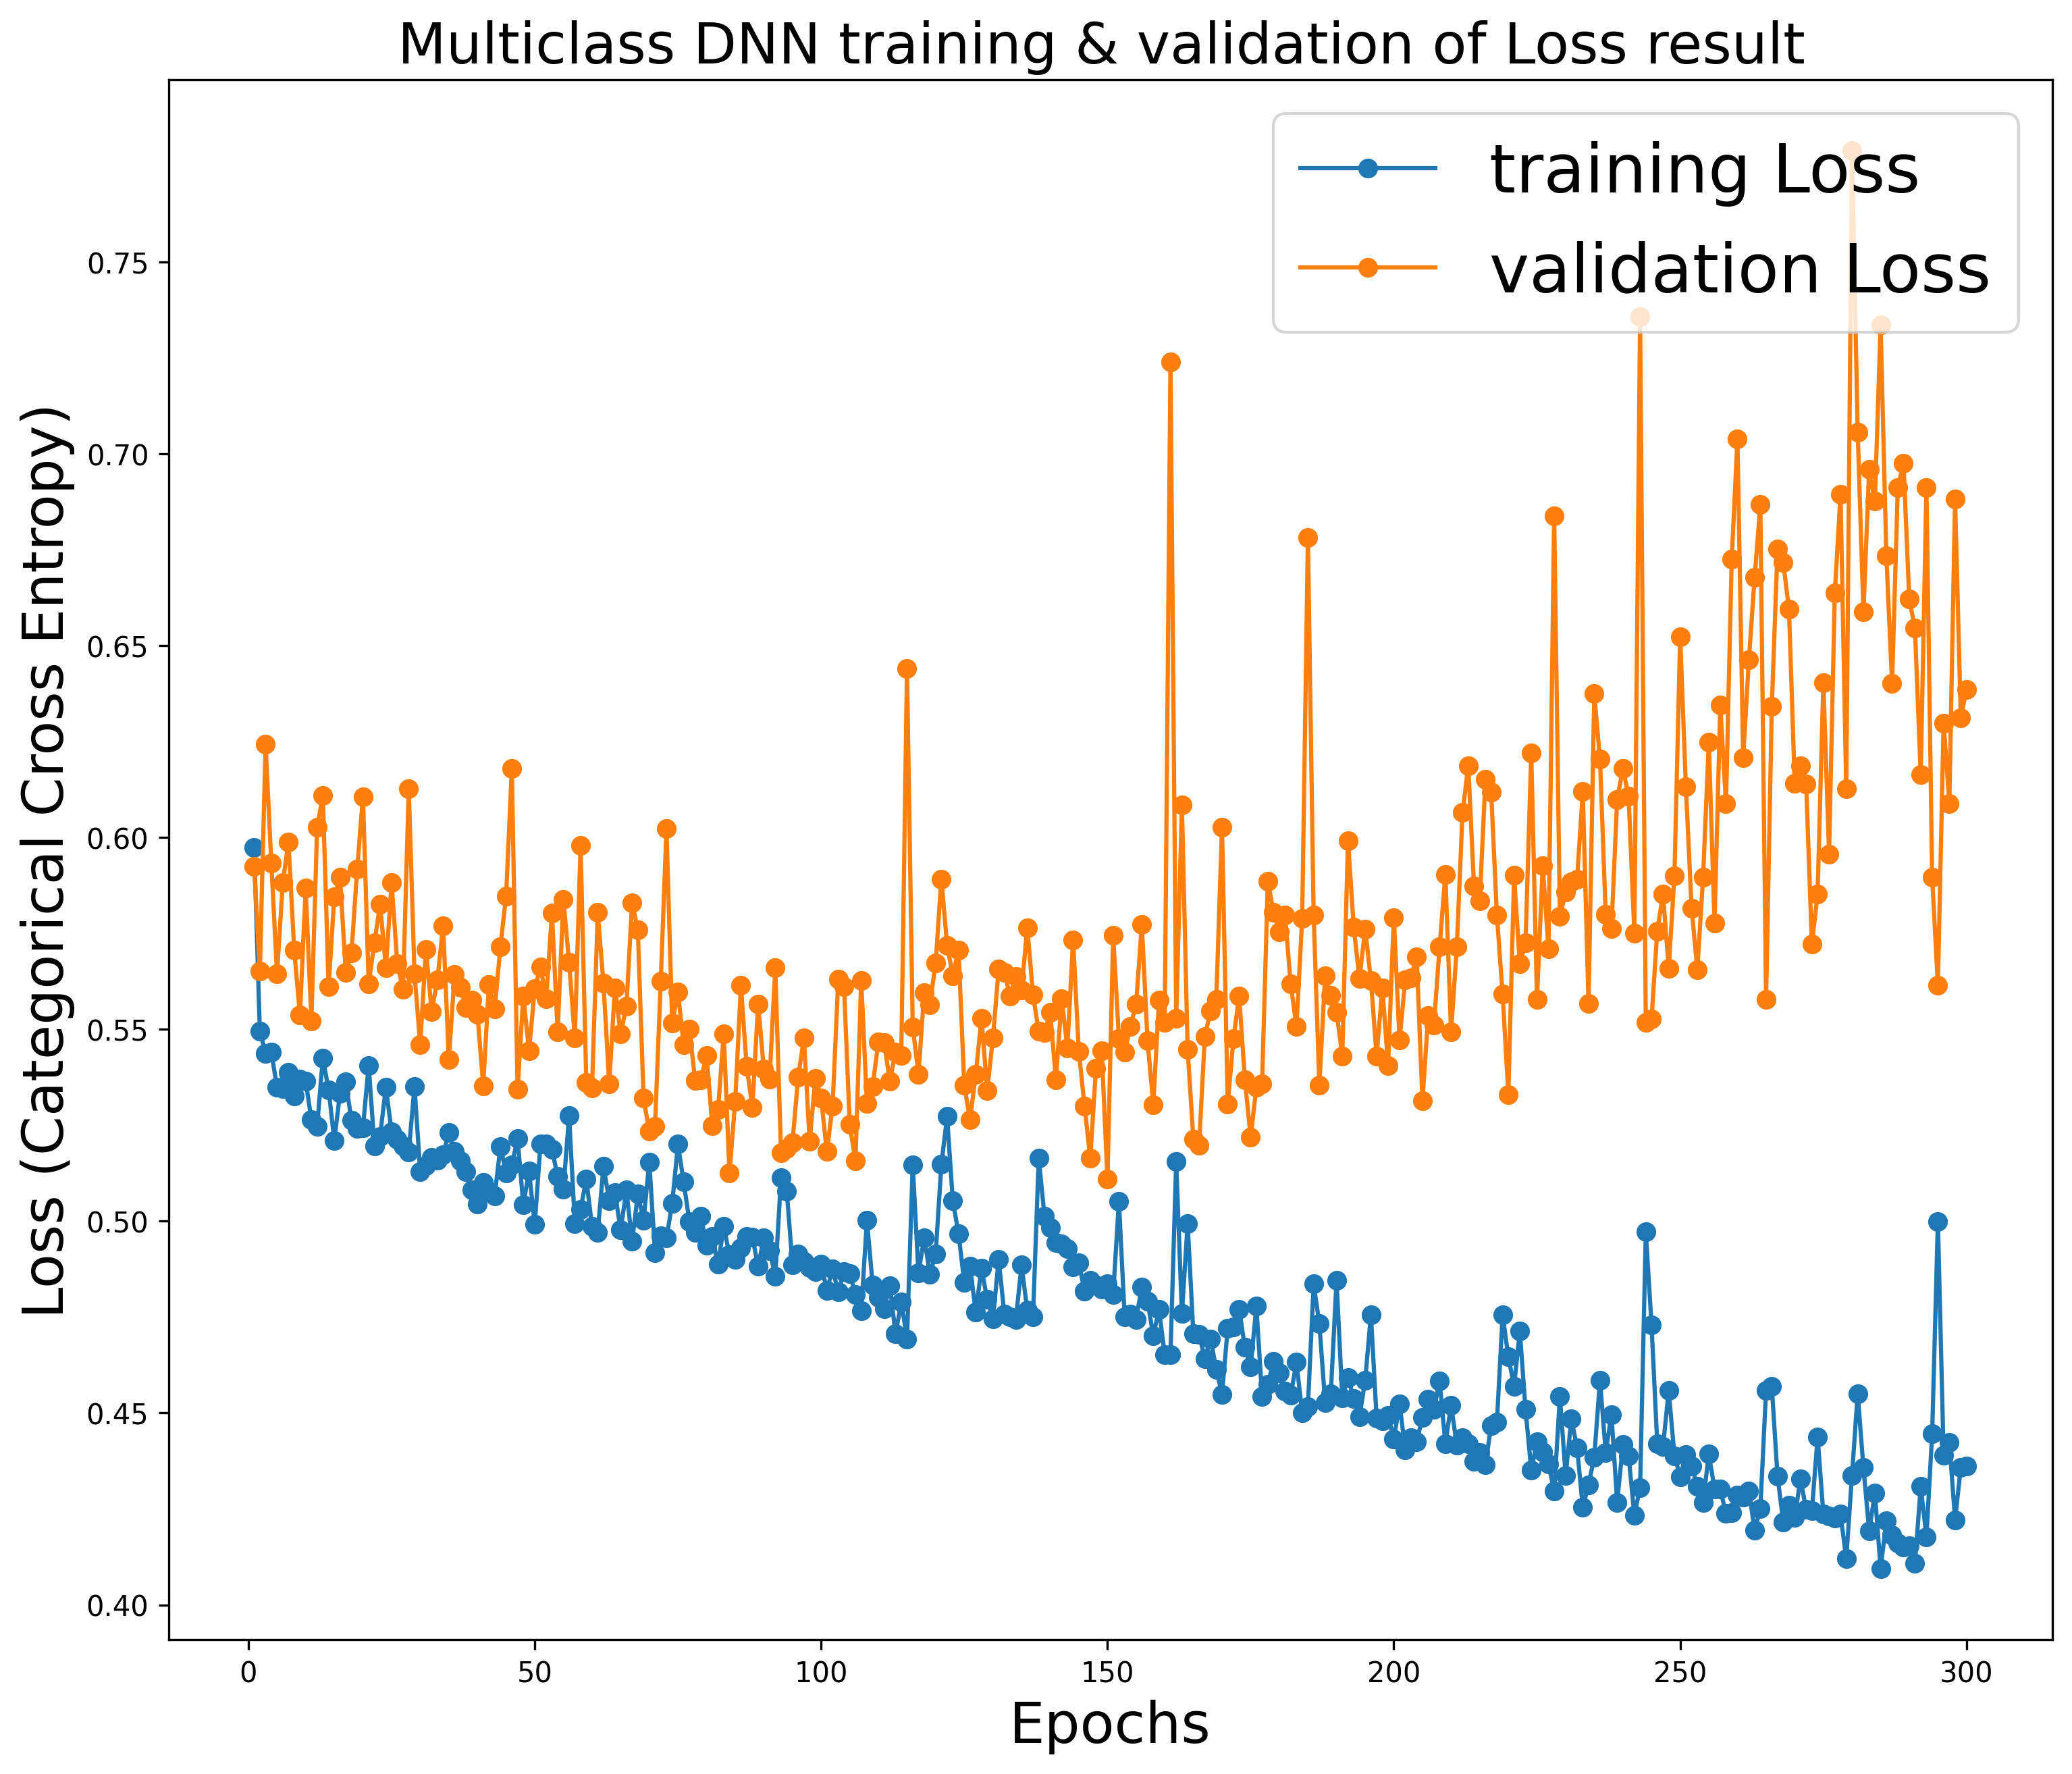 Multiclass DNN training & validation of Loss result
training Loss
validation Loss
Loss (Categorical Cross Entropy)
0.75
0.70
0.65
0.60
0.55
0.50
0.45
0.40
0 50 100 150 200 250 300
Epochs